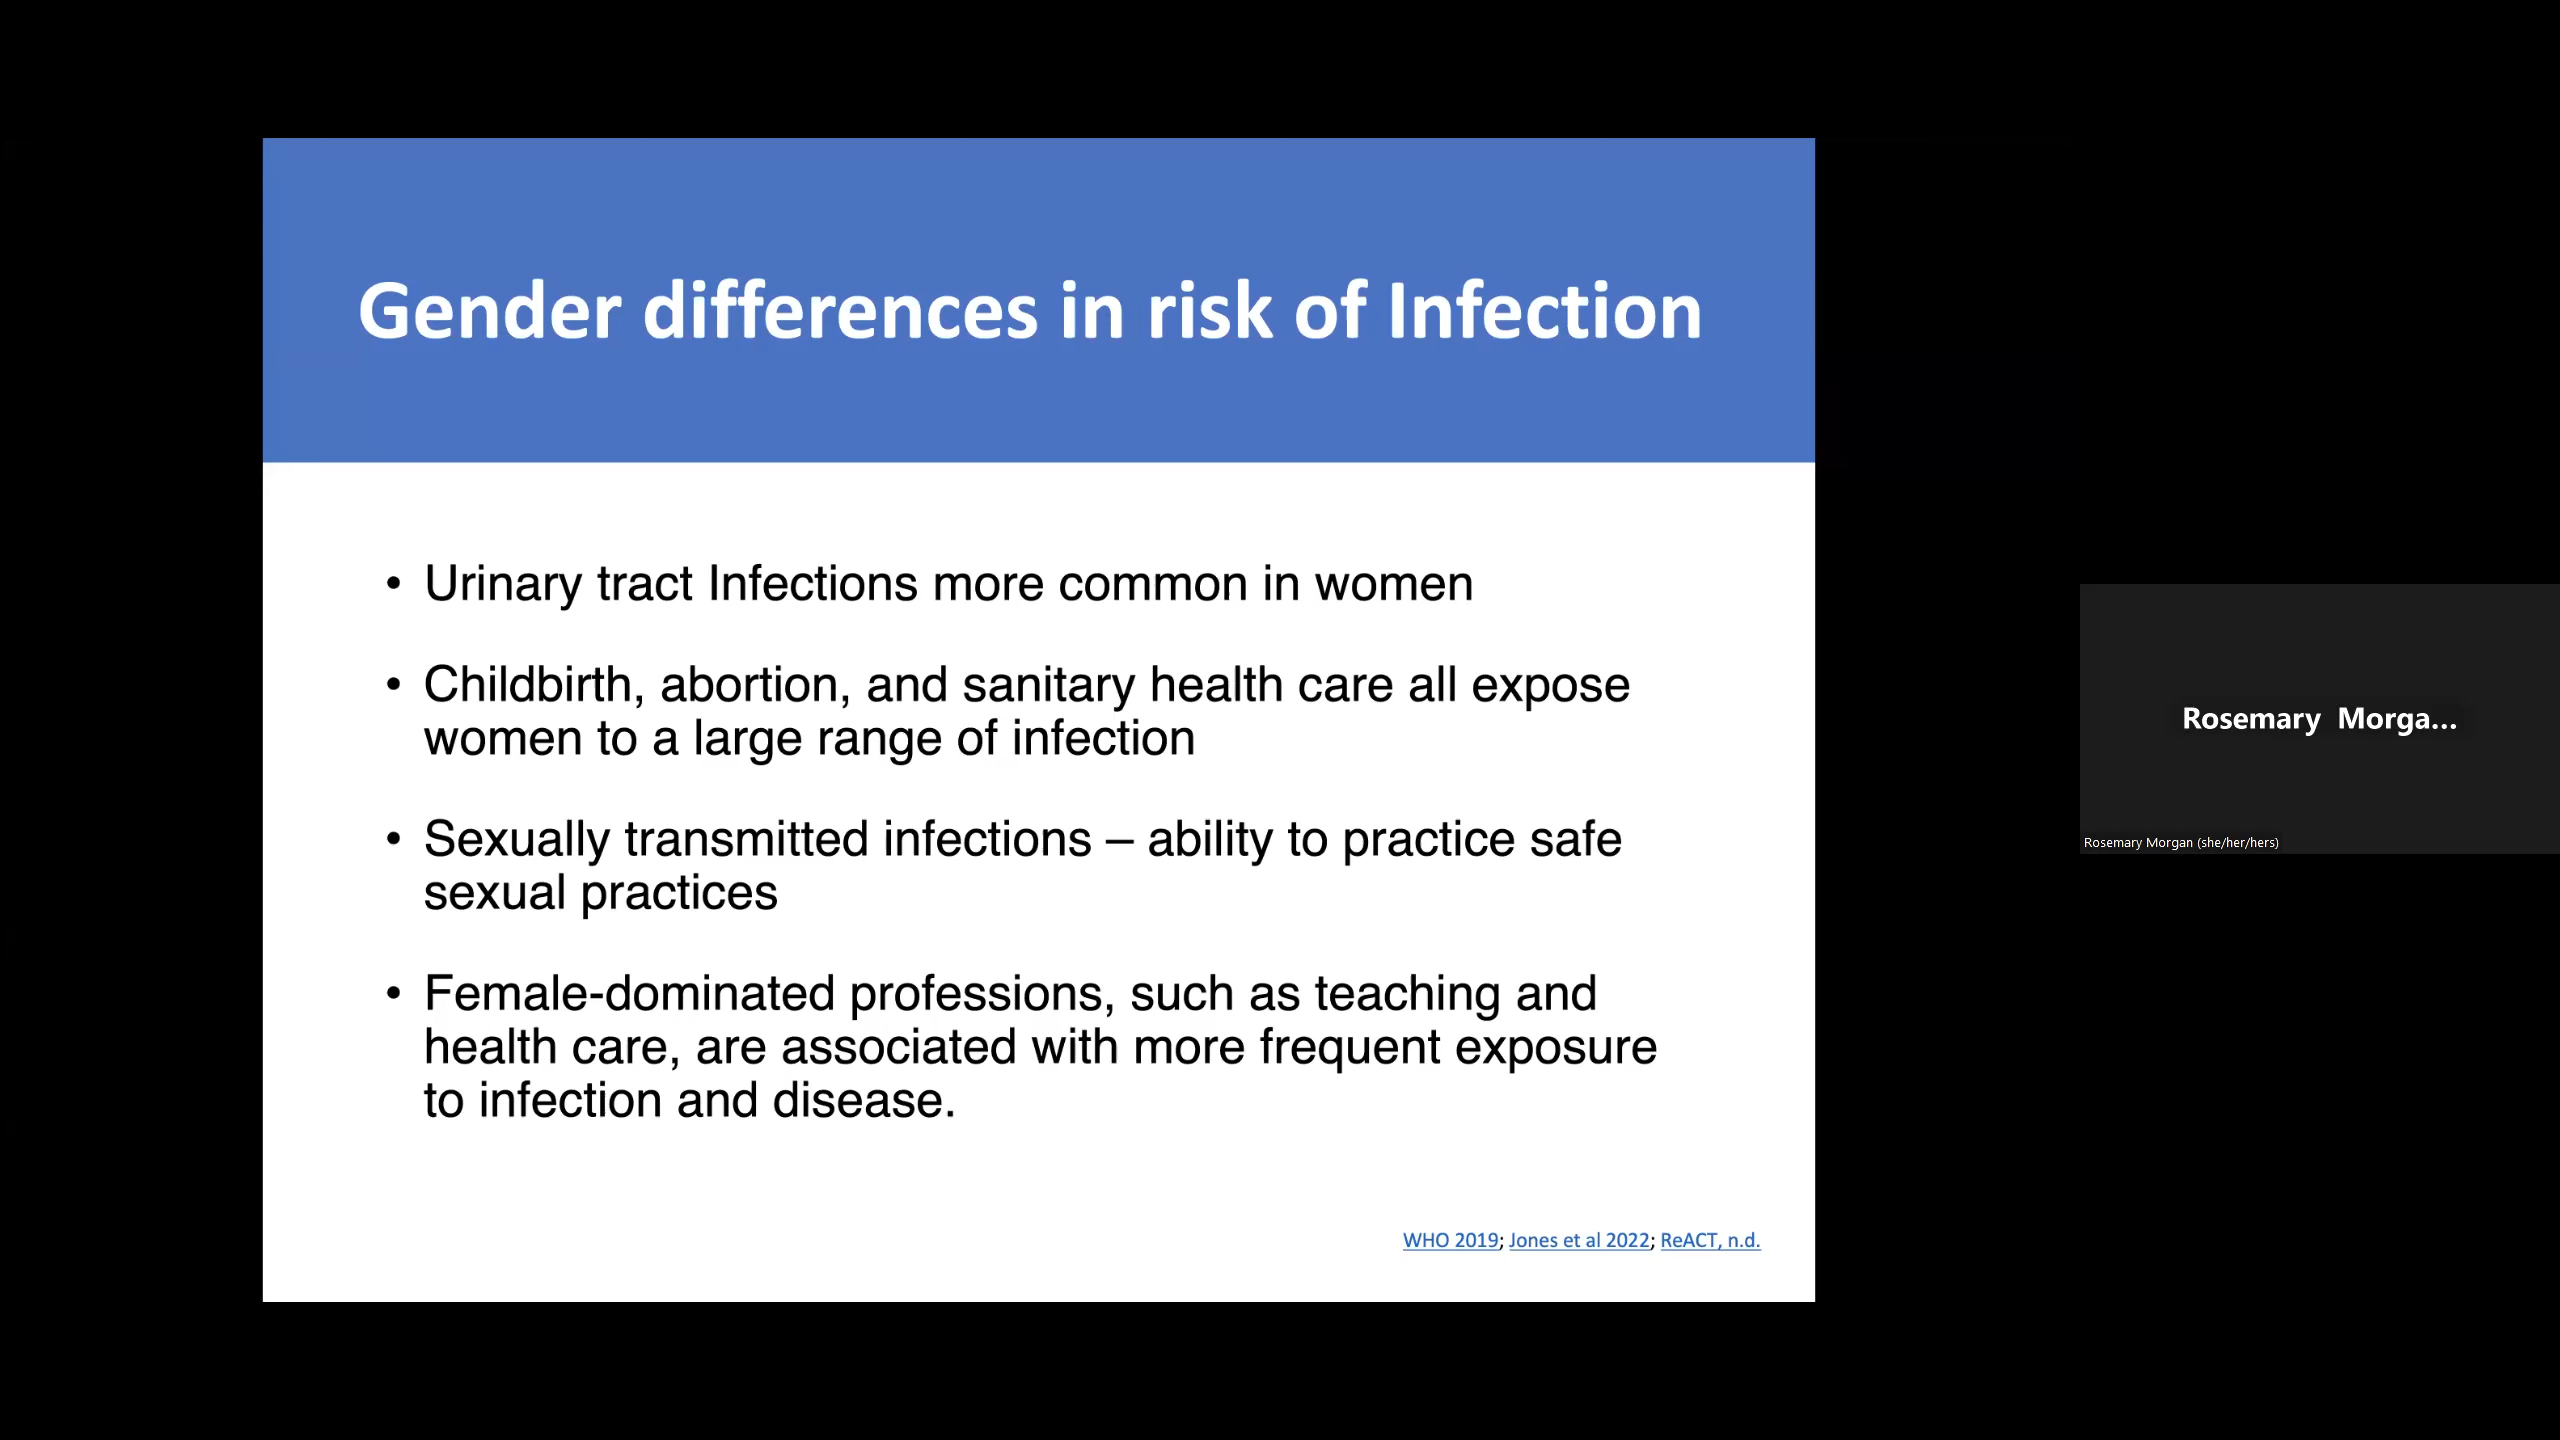 Gender differences in risk of Infection
• Urinary tract Infections more common in women
• Childbirth, abortion, and sanitary health care all expose
women to a large range of infection
• Sexually transmitted infections – ability to practice safe
sexual practices
• Female-dominated professions, such as teaching and
health care, are associated with more frequent exposure
to infection and disease.
WHO 2019; Jones et al 2022; ReACT, n.d.
Rosemary Morga...
Rosemary Morgan (she/her/hers)